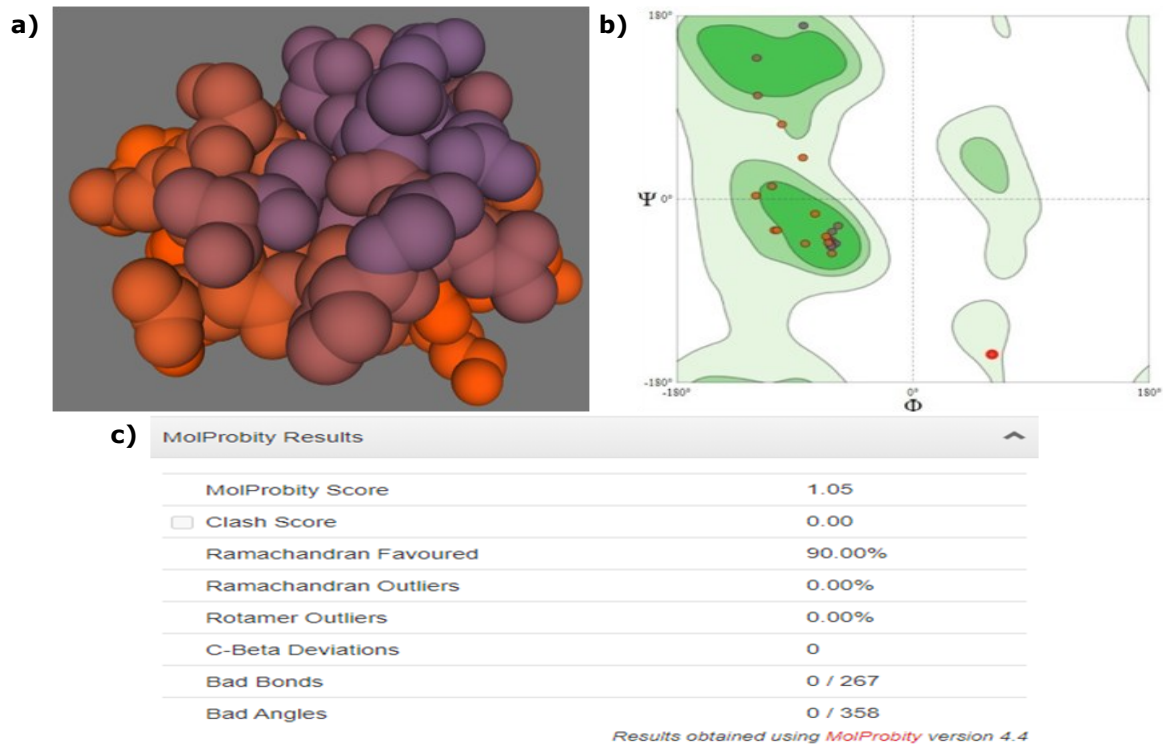 a)
b)
180°
Ψ 0°
-180°
-180°
0°
180°
Φ
c)
MolProbity Results
MolProbity Score 1.05
Clash Score 0.00
Ramachandran Favoured 90.00%
Ramachandran Outliers 0.00%
Rotamer Outliers 0.00%
C-Beta Deviations 0
Bad Bonds 0 / 267
Bad Angles 0 / 358
Results obtained using MolProbity version 4.4